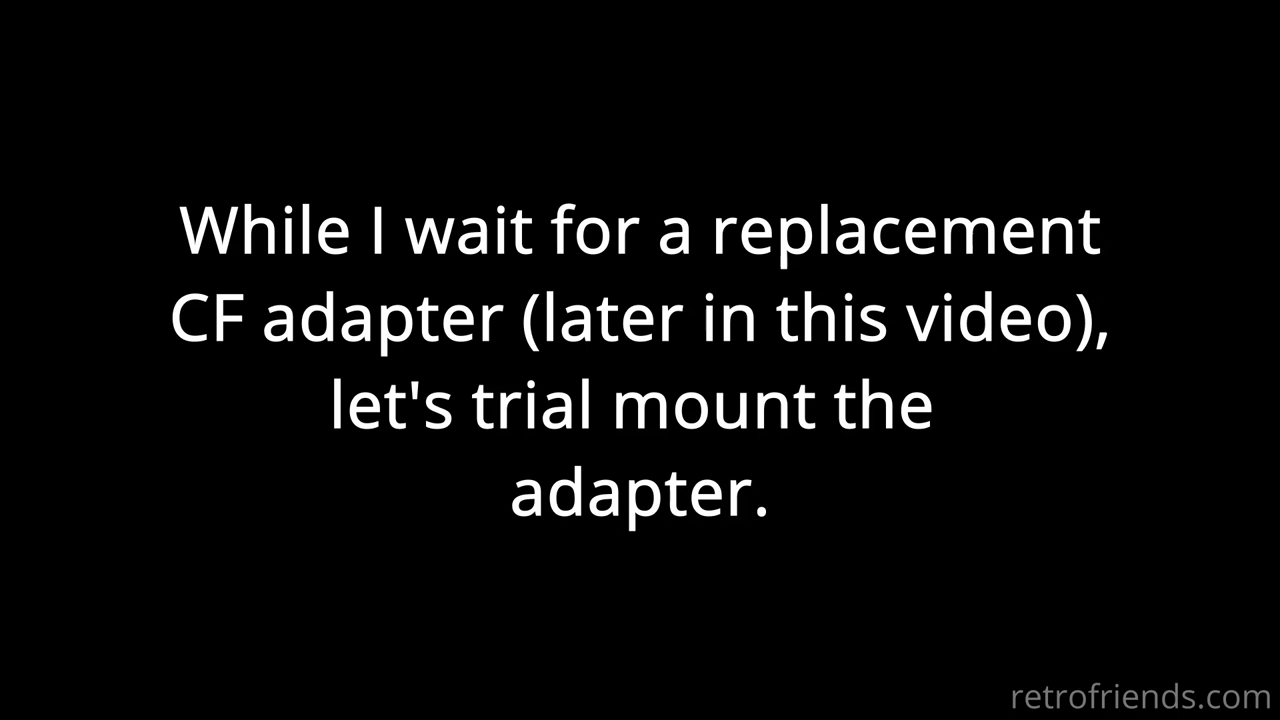 While I wait for a replacement
CF adapter (later in this video),
let's trial mount the
adapter.
retrofriends.com